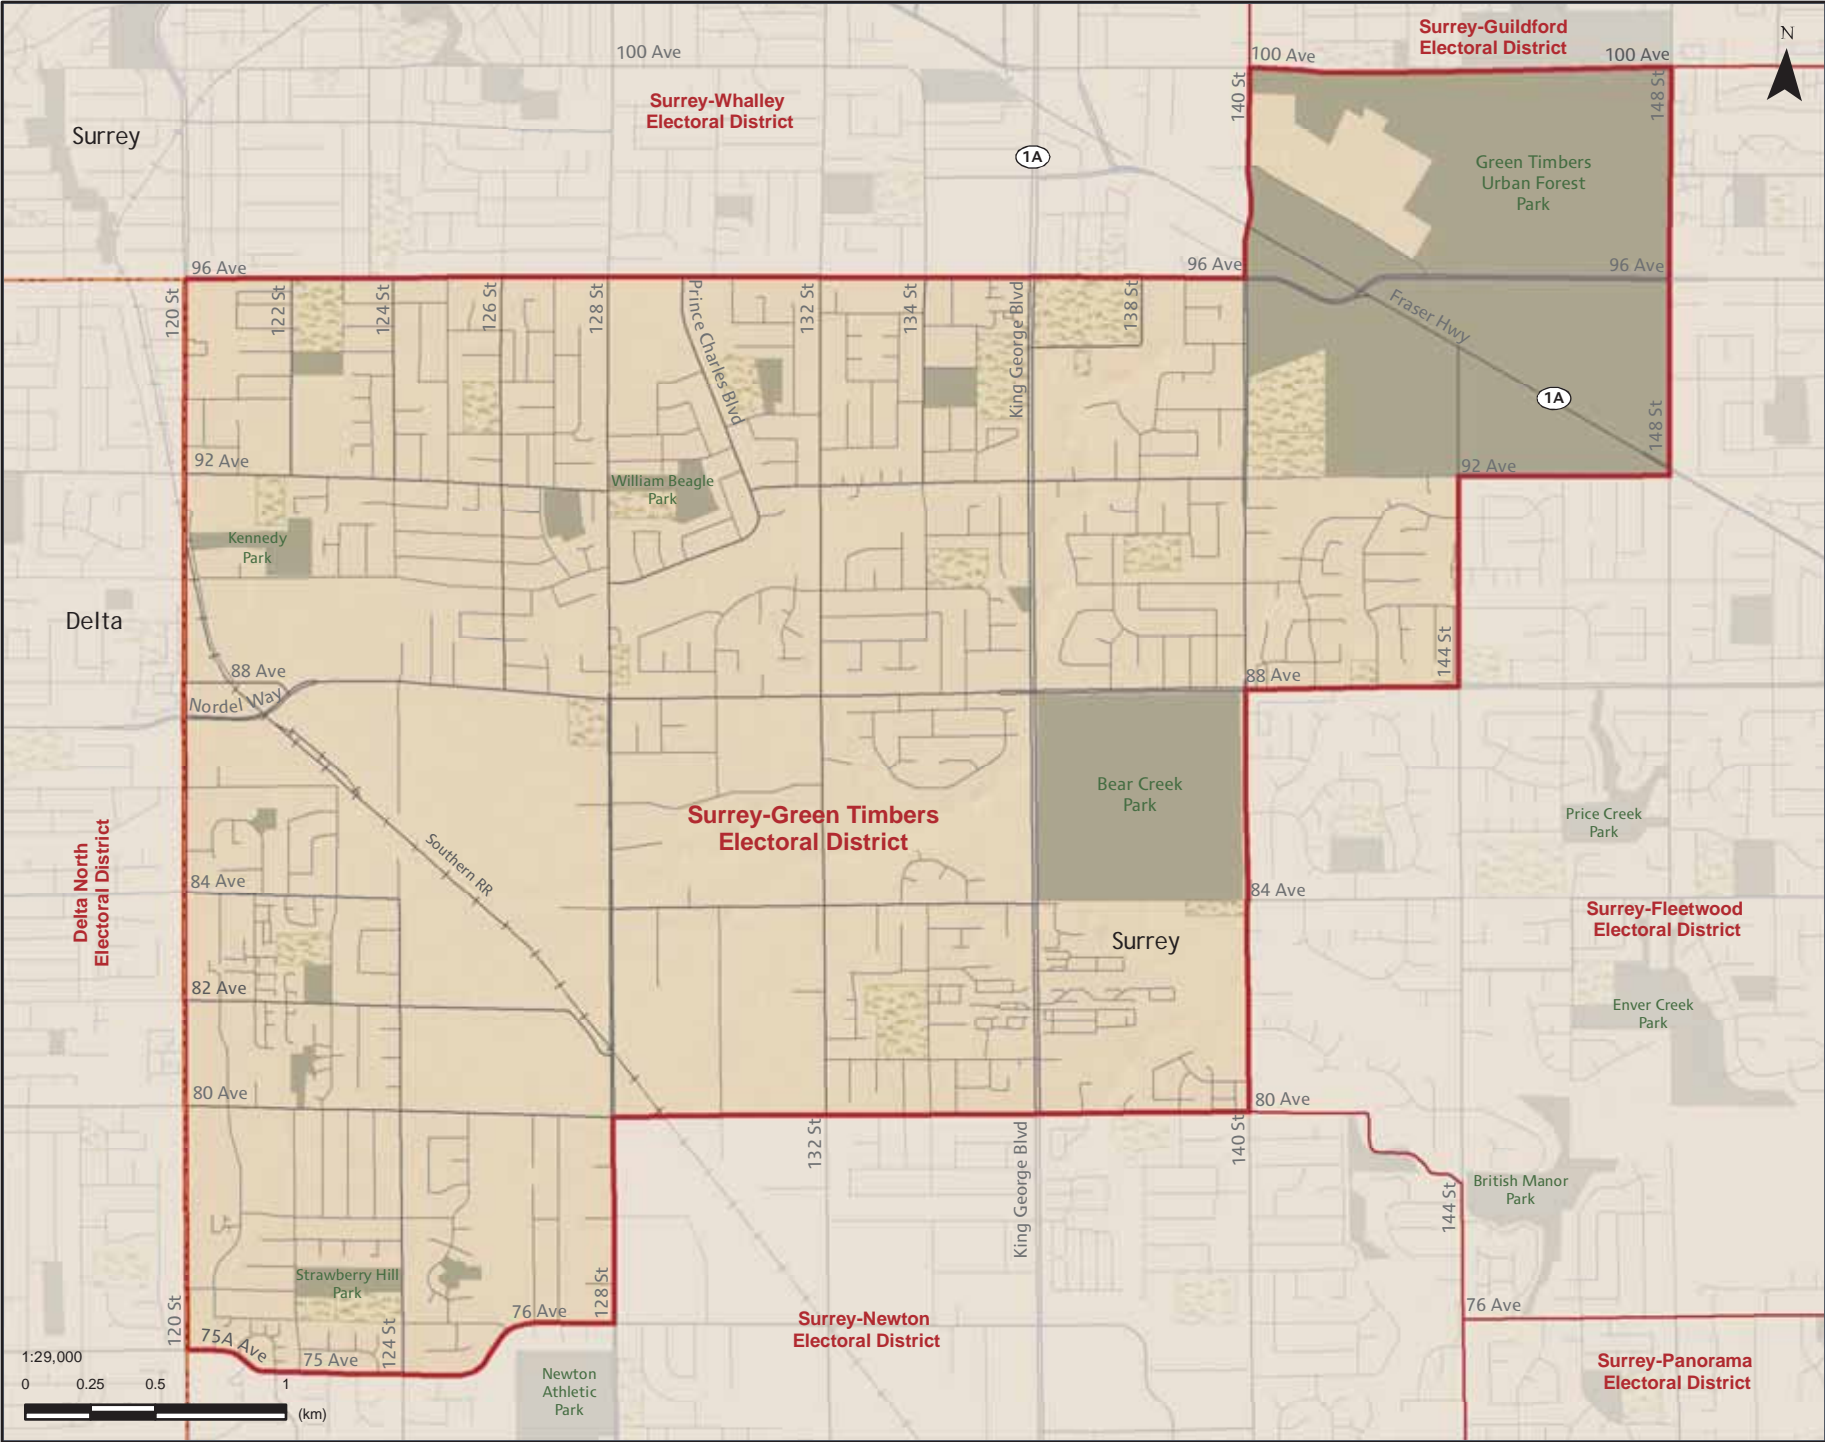 Surrey-Guildford
Electoral District
N
100 Ave
100 Ave
100 Ave
140 St
148 St
Surrey-Whalley
Electoral District
Surrey
1A
Green Timbers
Urban Forest
Park
96 Ave
96 Ave
96 Ave
120 St
122 St
124 St
126 St
128 St
Prince Charles Blvd
132 St
134 St
King George Blvd
138 St
Fraser Hwy
1A
148 St
92 Ave
92 Ave
William Beagle
Park
Kennedy
Park
Delta
144 St
88 Ave
88 Ave
Nordel Way
Bear Creek
Park
Surrey-Green Timbers
Electoral District
Price Creek
Park
Delta North
Electoral District
Southern RR
84 Ave
84 Ave
Surrey-Fleetwood
Electoral District
Surrey
82 Ave
Enver Creek
Park
80 Ave
80 Ave
132 St
King George Blvd
140 St
144 St
British Manor
Park
Strawberry Hill
Park
120 St
124 St
128 St
76 Ave
76 Ave
Surrey-Newton
Electoral District
75A Ave
75 Ave
Surrey-Panorama
Electoral District
Newton
Athletic
Park
1:29,000
0 0.25 0.5 1
(km)